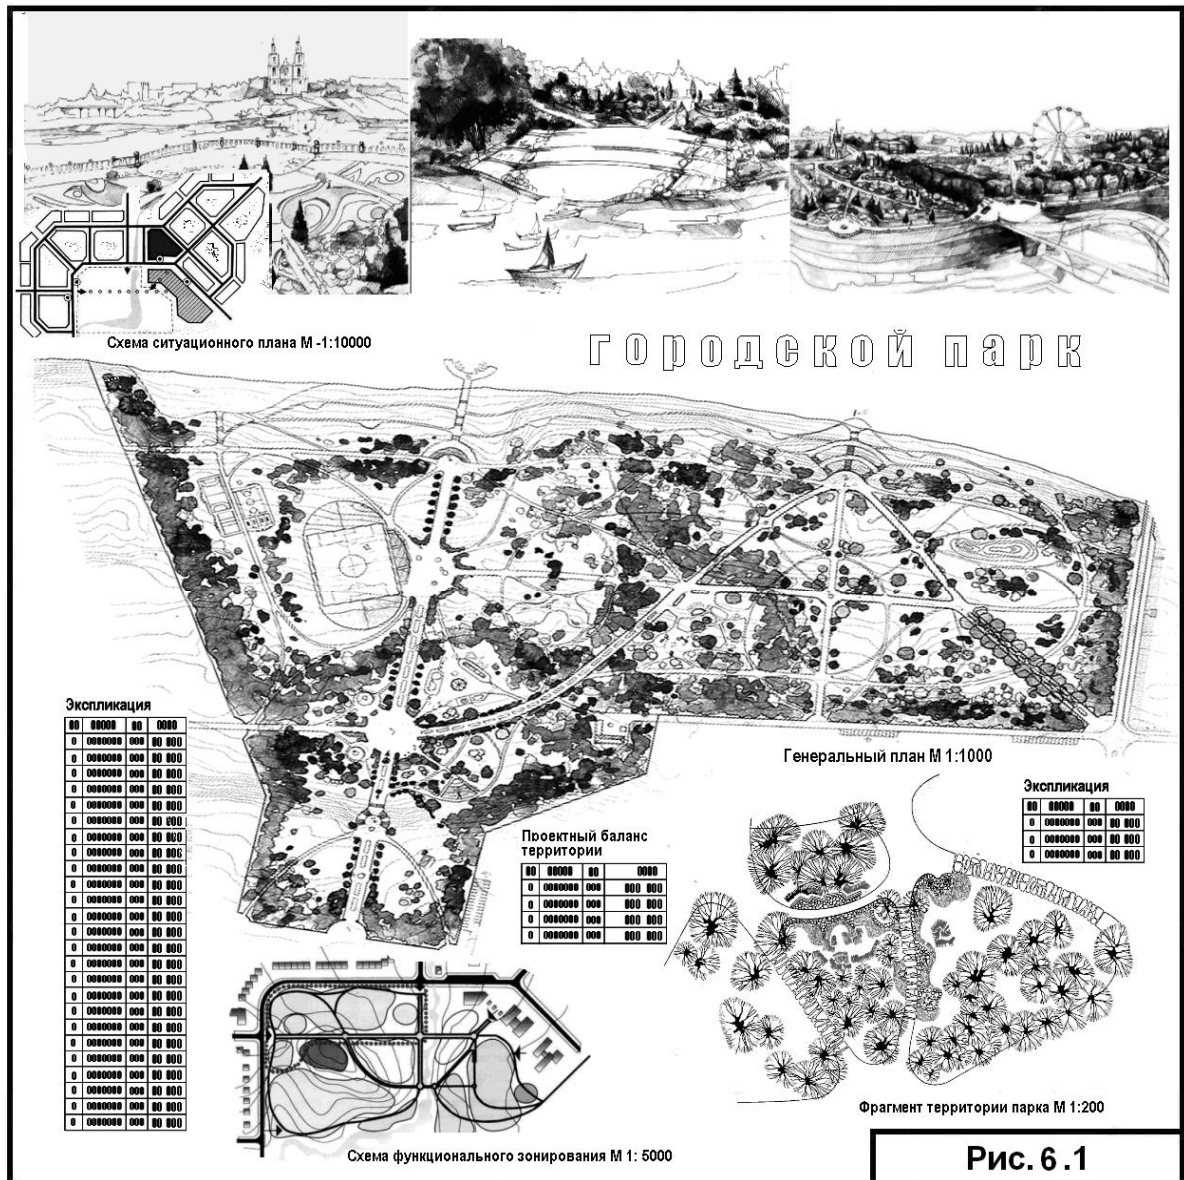 Схема ситуационного плана М -1:10000
городской парк
Экспликация
Генеральный план М 1:1000
Экспликация
Проектный баланс
территории
Фрагмент территории парка М 1:200
Схема функционального зонирования М 1: 5000
Рис. 6 .1